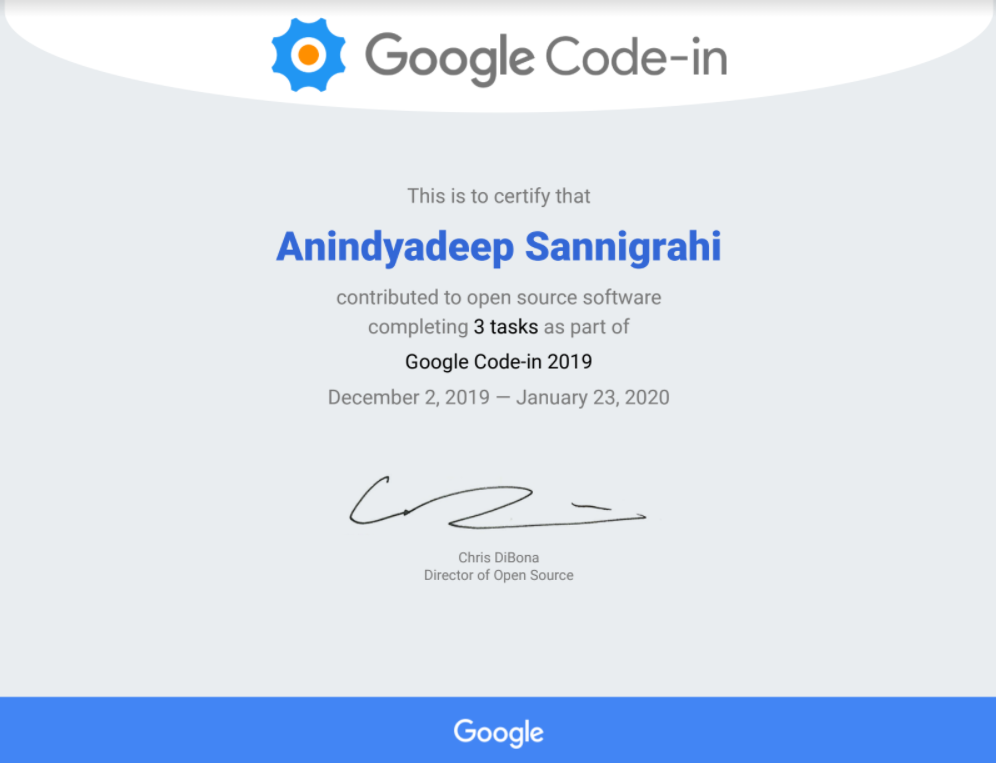 Google Code-in
This is to certify that
Anindyadeep Sannigrahi
contributed to open source software
completing 3 tasks as part of
Google Code-in 2019
December 2, 2019 — January 23, 2020
Chris DiBona
Director of Open Source
Google